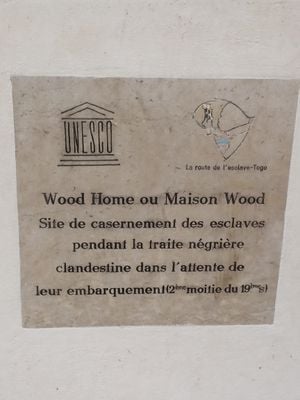 UNESCO
La route de l'esclave-Togo
Wood Home ou Maison Wood
Site de casernement des esclaves
pendant la traite négrière
clandestine dans l'attente de
leur embarquement(2ème moitie du 19ème s)